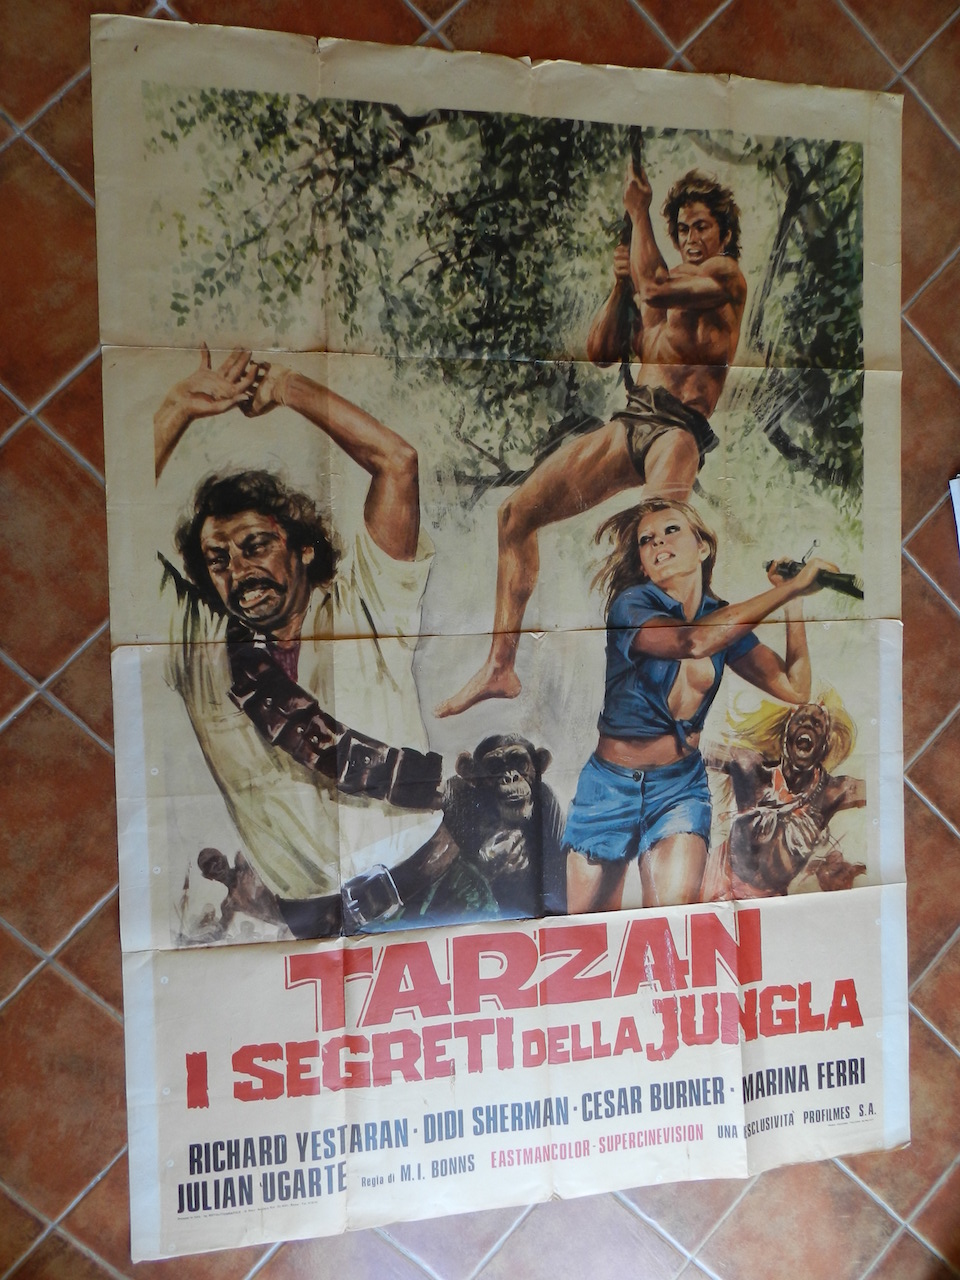 TARZAN
I SEGRETI DELLA JUNGLA
RICHARD YESTARAN · DIDI SHERMAN · CESAR BURNER · MARINA FERRI
JULIAN UGARTE Regia di M.I. BONNS EASTMANCOLOR - SUPERCINEVISION UNA ESCLUSIVITÀ PROFILMES S.A.